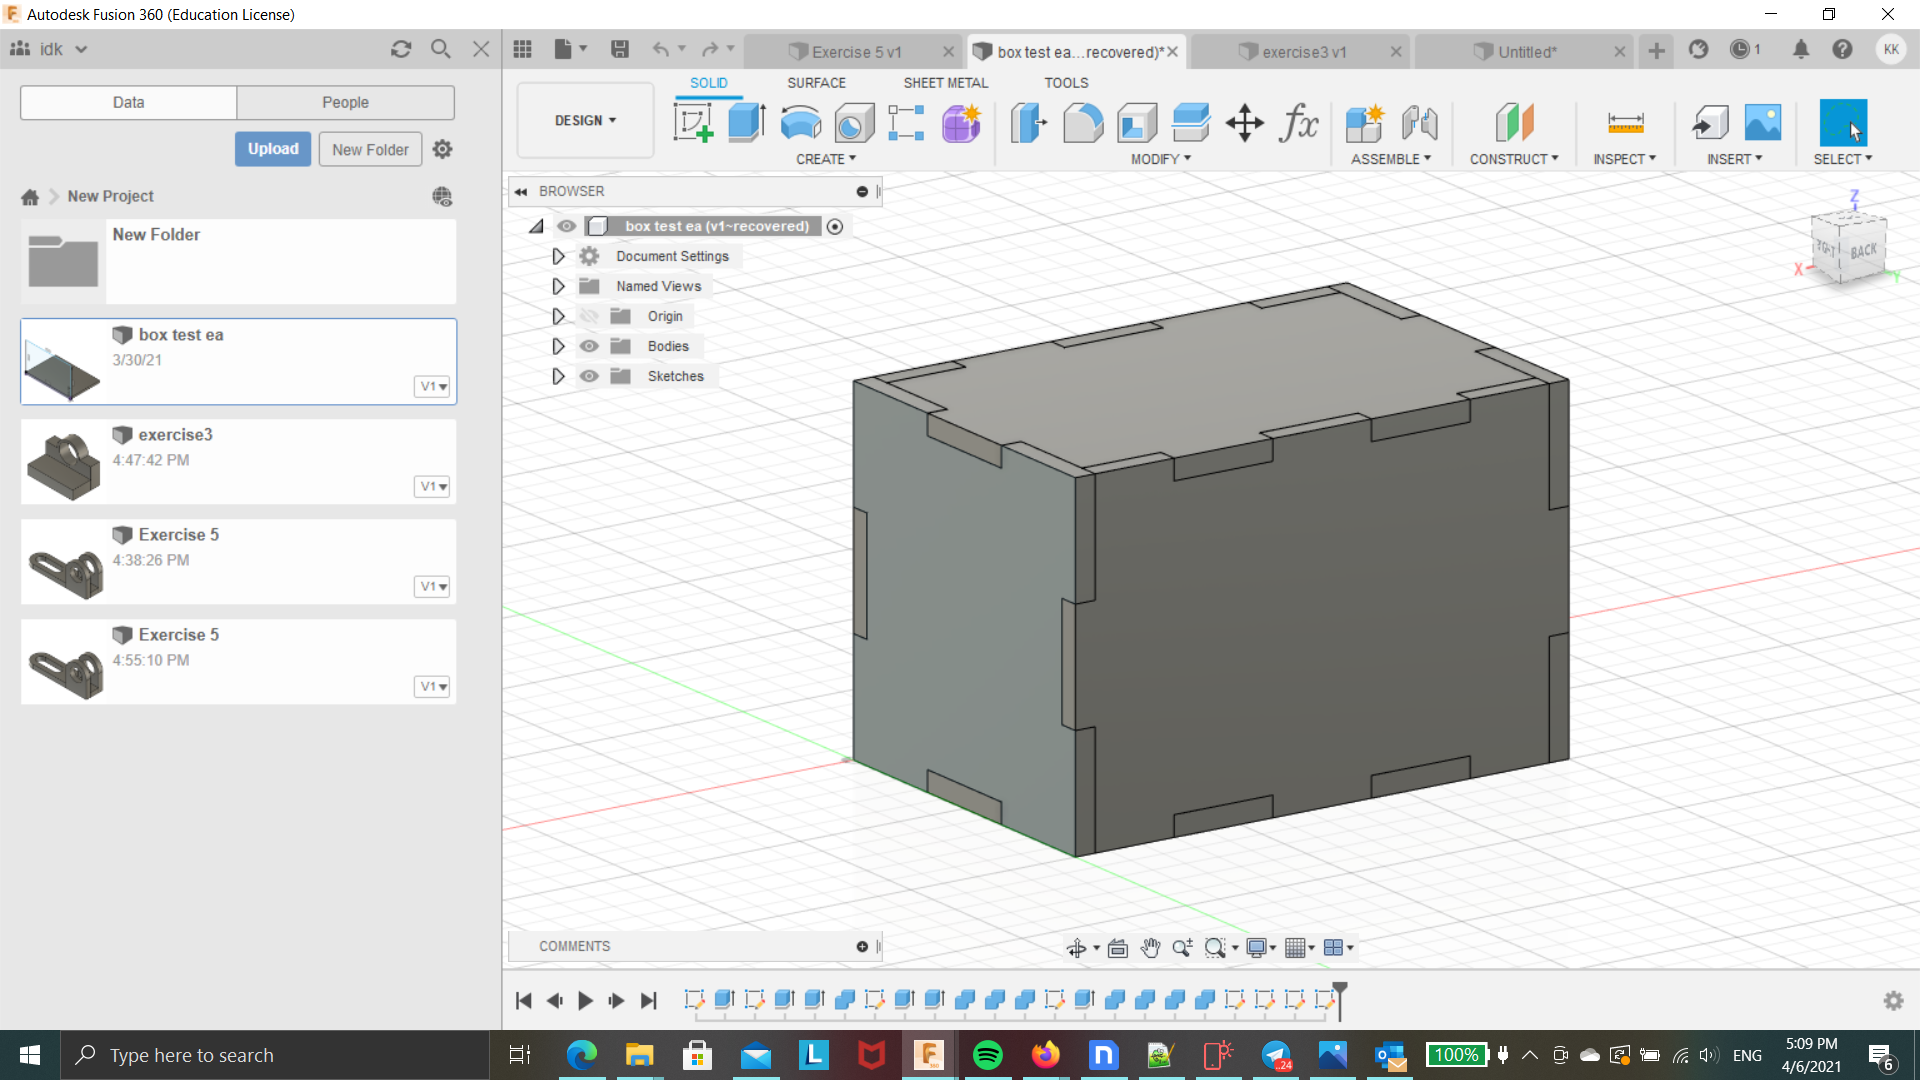 Autodesk Fusion 360 (Education License)
idk
Exercise 5 v1
box test ea...recovered)*
exercise3 v1
Untitled*
1
KK
Data
People
Upload
New Folder
New Project
New Folder
box test ea
3/30/21
V1
exercise3
4:47:42 PM
V1
Exercise 5
4:38:26 PM
V1
Exercise 5
4:55:10 PM
V1
DESIGN
SOLID
SURFACE
SHEET METAL
TOOLS
CREATE
MODIFY
ASSEMBLE
CONSTRUCT
INSPECT
INSERT
SELECT
BROWSER
box test ea (v1~recovered)
Document Settings
Named Views
Origin
Bodies
Sketches
Z
BACK
X
Y
COMMENTS
Type here to search
24
100%
ENG
5:09 PM
4/6/2021
6